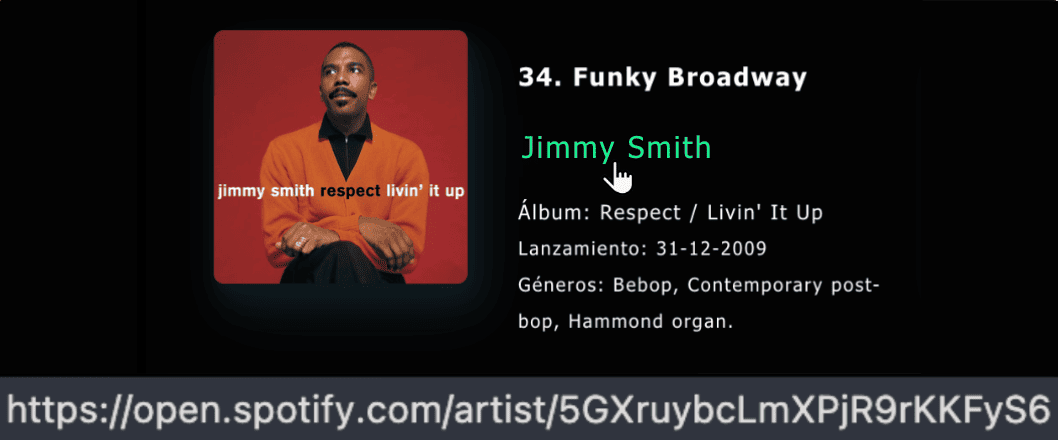 jimmy smith respect livin' it up
34. Funky Broadway
Jimmy Smith
Álbum: Respect / Livin' It Up
Lanzamiento: 31-12-2009
Géneros: Bebop, Contemporary post-
bop, Hammond organ.
https://open.spotify.com/artist/5GXruybcLmXPjR9rKKFyS6